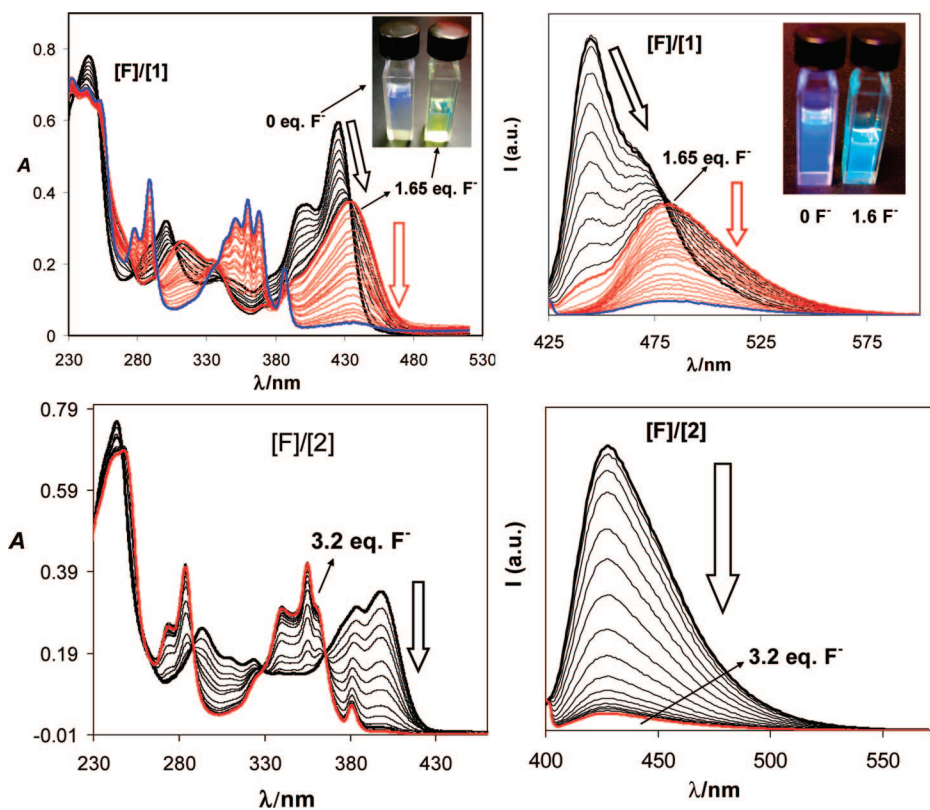 [F]/[1]
0 eq. F⁻
1.65 eq. F⁻
A
0.8
0.6
0.4
0.2
0
230 280 330 380 430 480 530
λ/nm
[F]/[1]
1.65 eq. F⁻
0 F⁻ 1.6 F⁻
I (a.u.)
425 475 525 575
λ/nm
[F]/[2]
3.2 eq. F⁻
A
0.79
0.59
0.39
0.19
-0.01
230 280 330 380 430
λ/nm
[F]/[2]
3.2 eq. F⁻
I (a.u.)
400 450 500 550
λ/nm